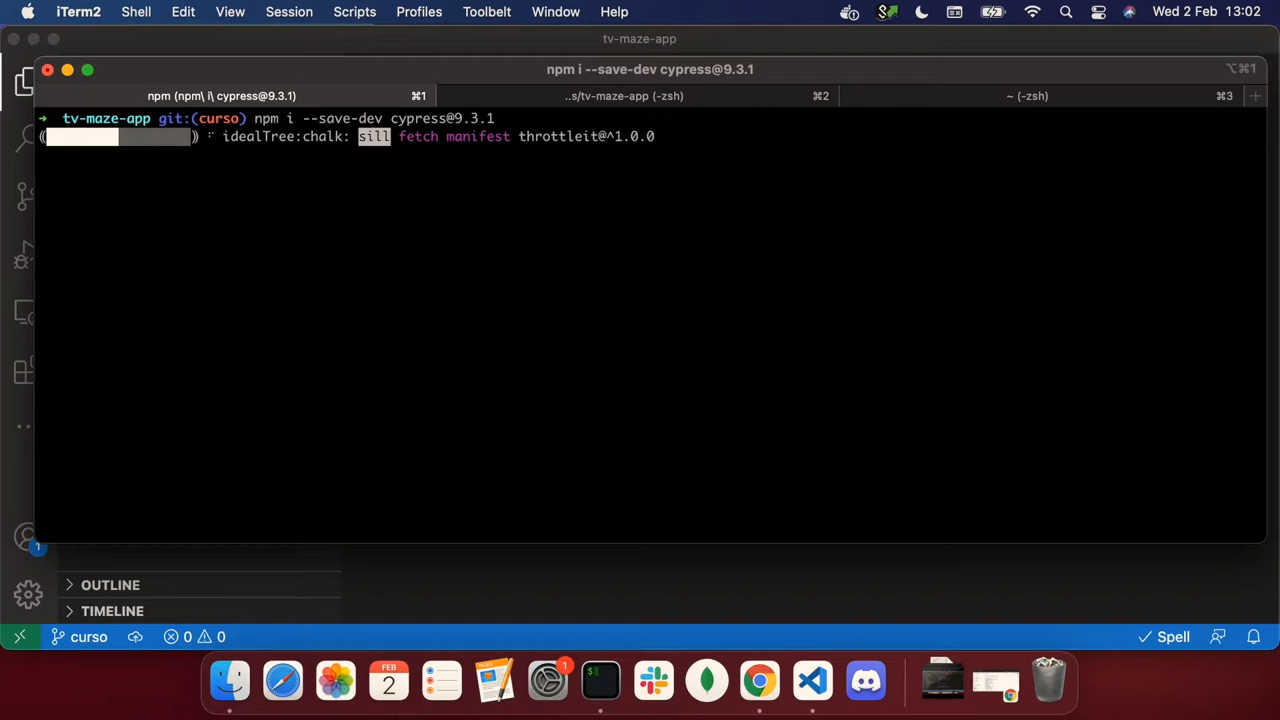 iTerm2 Shell Edit View Session Scripts Profiles Toolbelt Window Help Wed 2 Feb 13:02
tv-maze-app
npm i --save-dev cypress@9.3.1 ⌥⌘1
npm (npm\ i\ cypress@9.3.1) ⌘1 ..s/tv-maze-app (-zsh) ⌘2 ~ (-zsh) ⌘3
→ tv-maze-app git:(curso) npm i --save-dev cypress@9.3.1
idealTree:chalk: sill fetch manifest throttleit@^1.0.0
1
OUTLINE
TIMELINE
curso 0 0 Spell
FEB
2
1